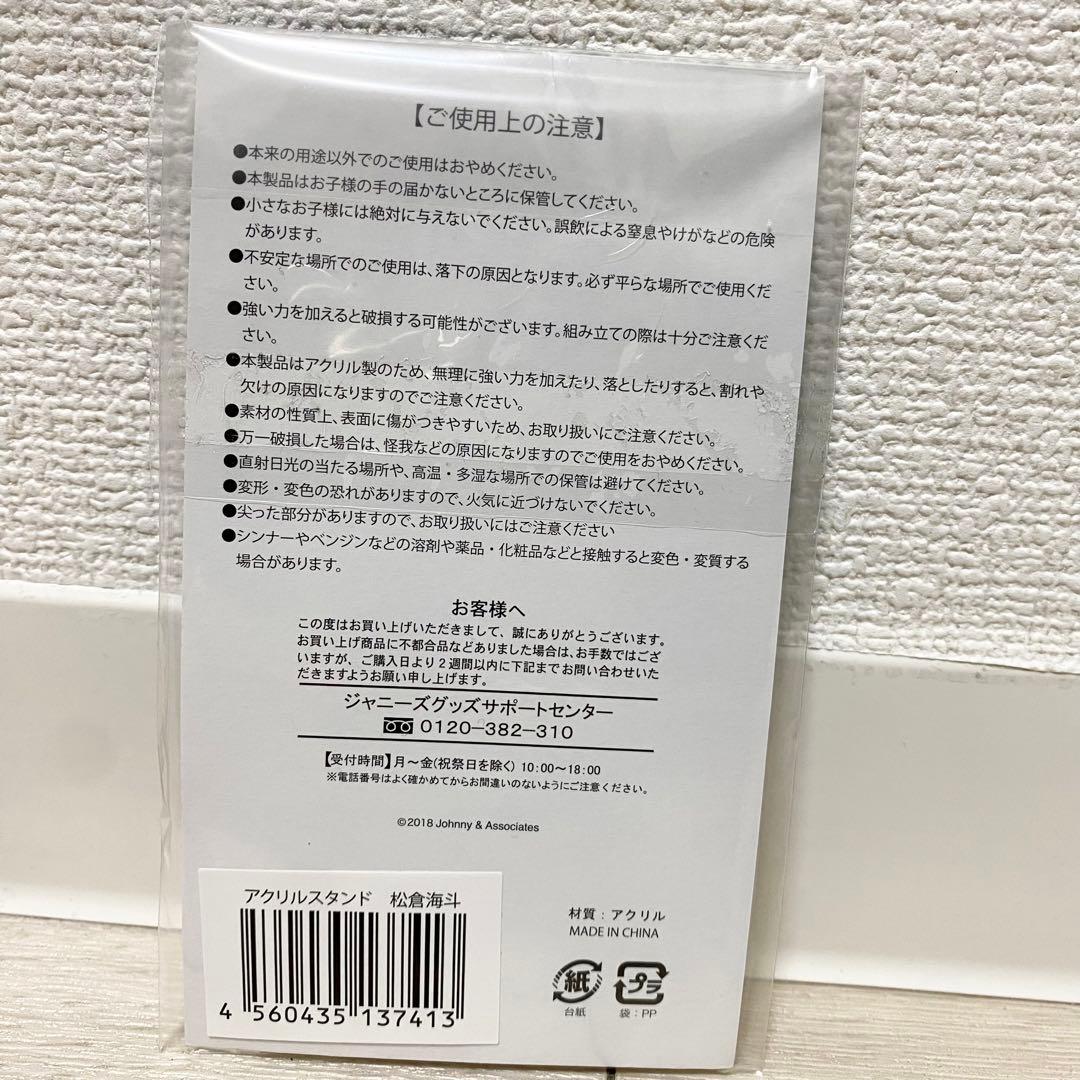 【ご使用上の注意】
●本来の用途以外でのご使用はおやめください。
●本製品はお子様の手の届かないところに保管してください。
●小さなお子様には絶対に与えないでください。誤飲による窒息やけがなどの危険
があります。
●不安定な場所でのご使用は、落下の原因となります。必ず平らな場所でご使用くだ
さい。
●強い力を加えると破損する可能性がございます。組み立ての際は十分ご注意くだ
さい。
●本製品はアクリル製のため、無理に強い力を加えたり、落としたりすると、割れや
欠けの原因になりますのでご注意ください。
●素材の性質上、表面に傷がつきやすいため、お取り扱いにご注意ください。
●万一破損した場合は、怪我などの原因になりますのでご使用をおやめください。
●直射日光の当たる場所や、高温・多湿な場所での保管は避けてください。
●変形・変色の恐れがありますので、火気に近づけないでください。
●尖った部分がありますので、お取り扱いにはご注意ください
●シンナーやベンジンなどの溶剤や薬品・化粧品などと接触すると変色・変質する
場合があります。
お客様へ
この度はお買い上げいただきまして、誠にありがとうございます。
お買い上げ商品に不都合品などありました場合は、お手数ではござ
いますが、ご購入日より2週間以内に下記までお問い合わせいた
だきますようお願い申し上げます。
ジャニーズグッズサポートセンター
0120-382-310
【受付時間】月～金(祝祭日を除く) 10:00～18:00
※電話番号はよく確かめてからお間違いのないようにご注意ください。
©2018 Johnny & Associates
アクリルスタンド 松倉海斗
4 560435 137413
材質：アクリル
MADE IN CHINA
紙 プラ
台紙 袋：PP